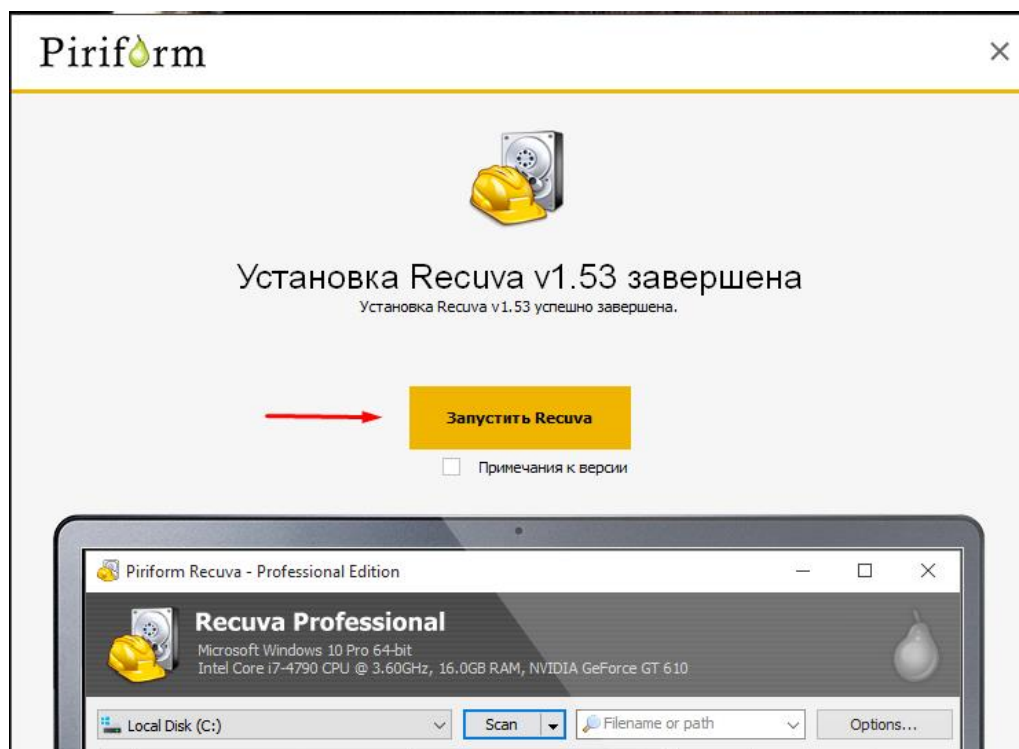 Piriform
Установка Recuva v1.53 завершена
Установка Recuva v1.53 успешно завершена.
Запустить Recuva
Примечания к версии
Piriform Recuva - Professional Edition
Recuva Professional
Microsoft Windows 10 Pro 64-bit
Intel Core i7-4790 CPU @ 3.60GHz, 16.0GB RAM, NVIDIA GeForce GT 610
Local Disk (C:) Scan Filename or path Options...